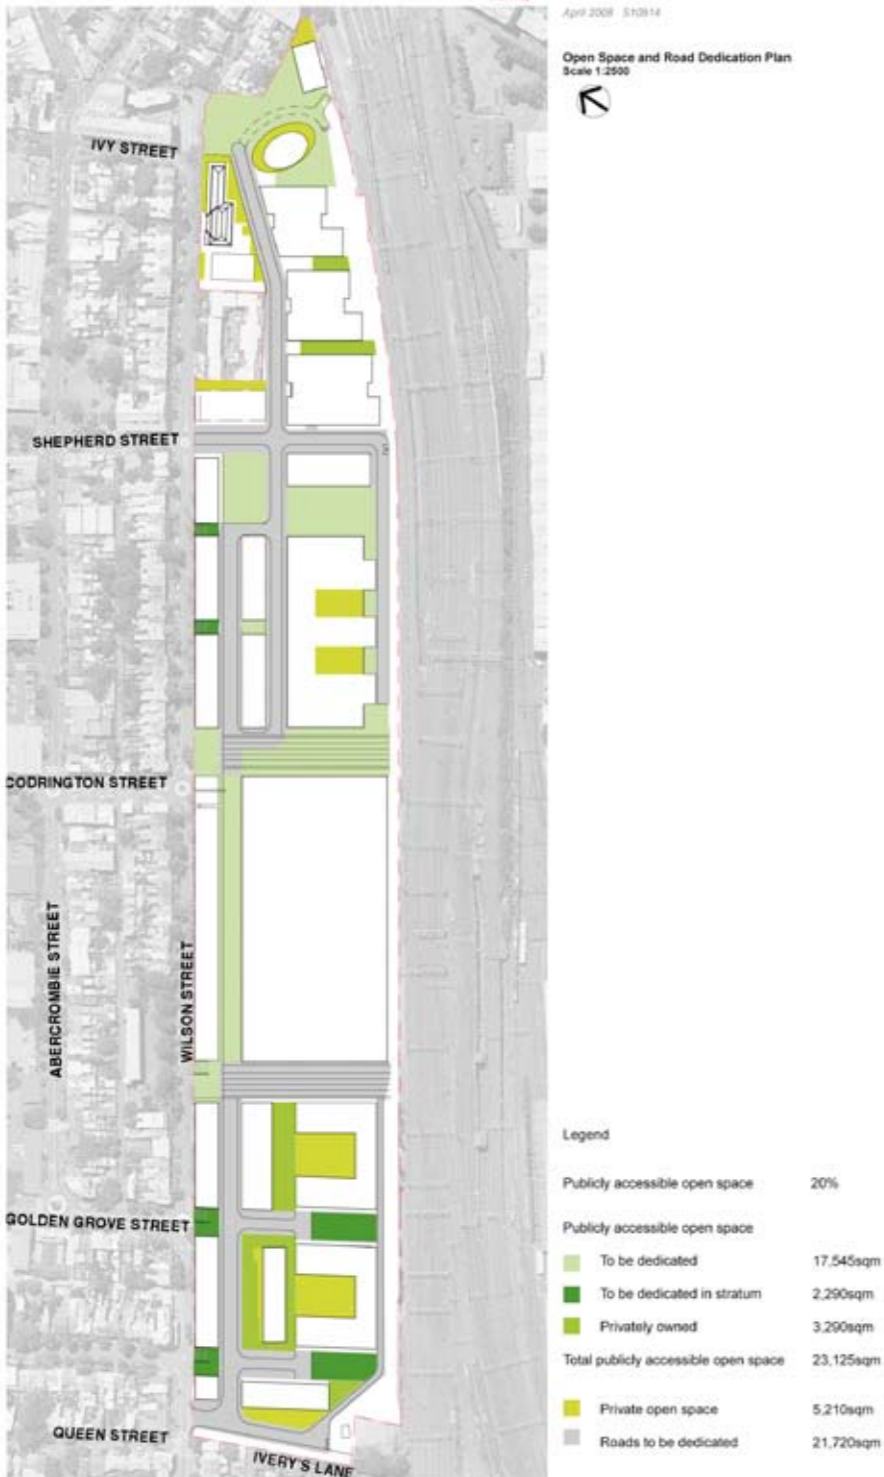 April 2008 S10814
Open Space and Road Dedication Plan
Scale 1:2500
IVY STREET
SHEPHERD STREET
CODRINGTON STREET
ABERCROMBIE STREET
WILSON STREET
GOLDEN GROVE STREET
QUEEN STREET
IVERY'S LANE
Legend
Publicly accessible open space 20%
Publicly accessible open space
To be dedicated 17,545sqm
To be dedicated in stratum 2,290sqm
Privately owned 3,290sqm
Total publicly accessible open space 23,125sqm
Private open space 5,210sqm
Roads to be dedicated 21,720sqm